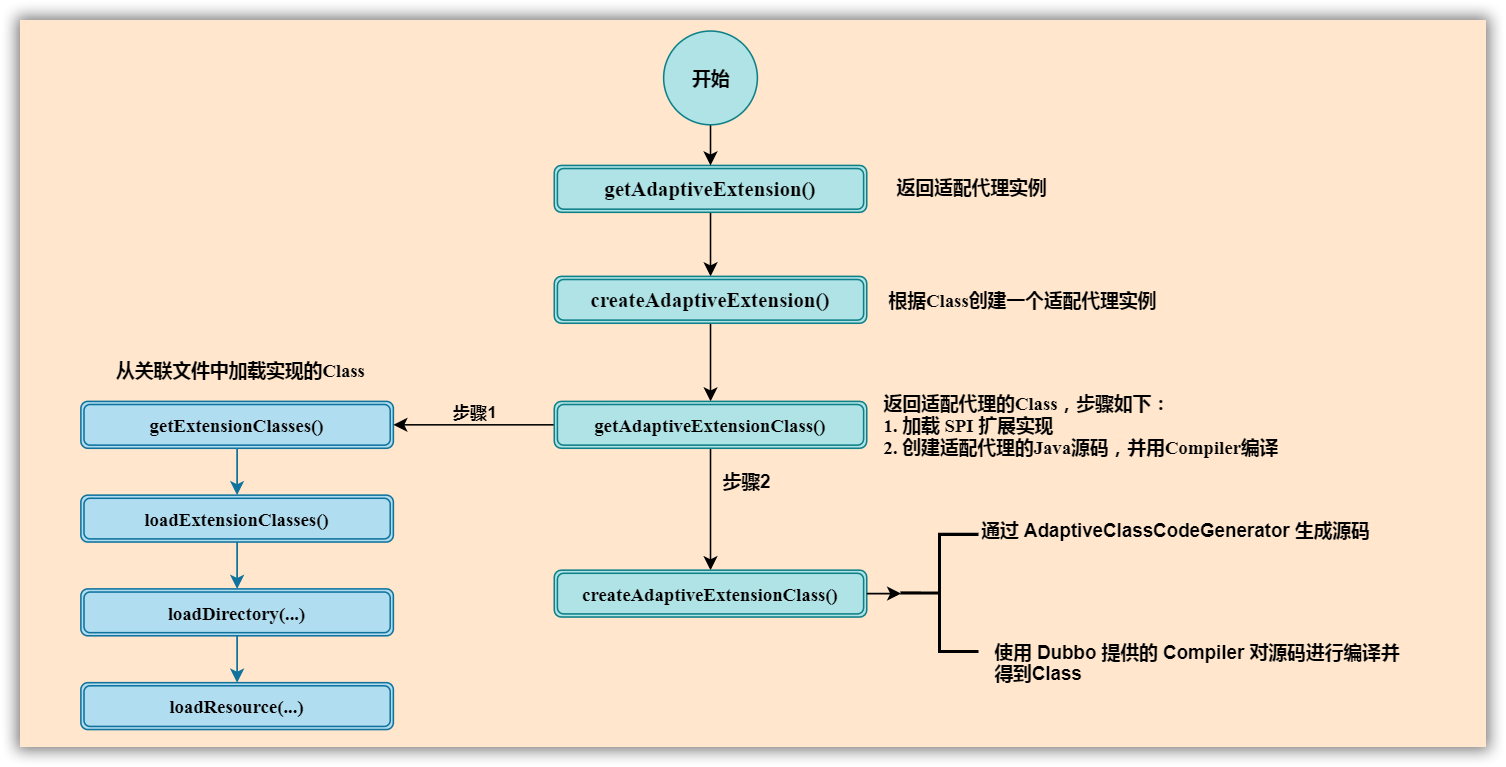 开始
getAdaptiveExtension()
返回适配代理实例
createAdaptiveExtension()
根据Class创建一个适配代理实例
从关联文件中加载实现的Class
getExtensionClasses()
步骤1
getAdaptiveExtensionClass()
返回适配代理的Class，步骤如下：
1. 加载 SPI 扩展实现
2. 创建适配代理的Java源码，并用Compiler编译
步骤2
loadExtensionClasses()
loadDirectory(...)
loadResource(...)
createAdaptiveExtensionClass()
通过 AdaptiveClassCodeGenerator 生成源码
使用 Dubbo 提供的 Compiler 对源码进行编译并
得到Class